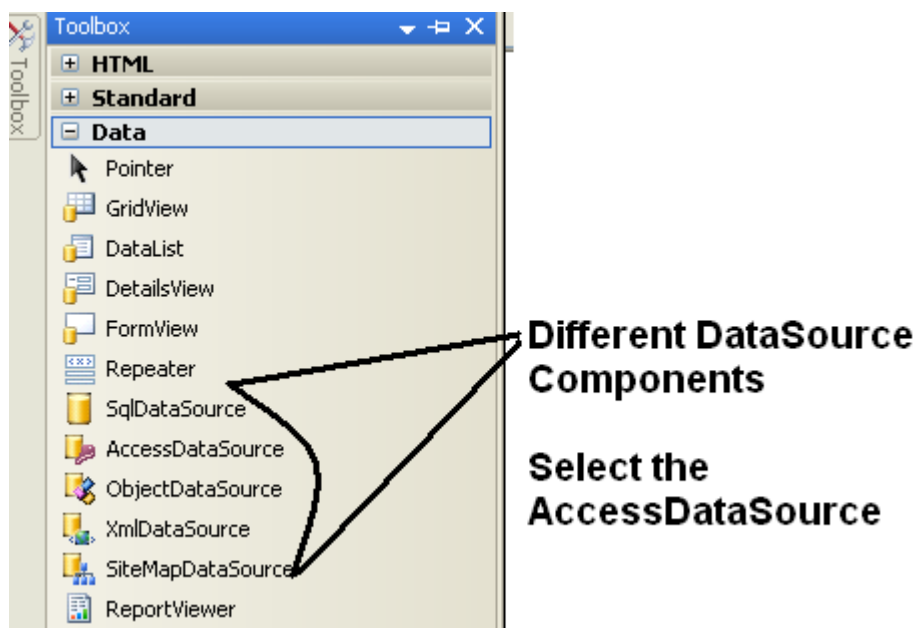 Toolbox
Toolbox
HTML
Standard
Data
Pointer
GridView
DataList
DetailsView
FormView
Repeater
SqlDataSource
AccessDataSource
ObjectDataSource
XmlDataSource
SiteMapDataSource
ReportViewer
Different DataSource
Components
Select the
AccessDataSource